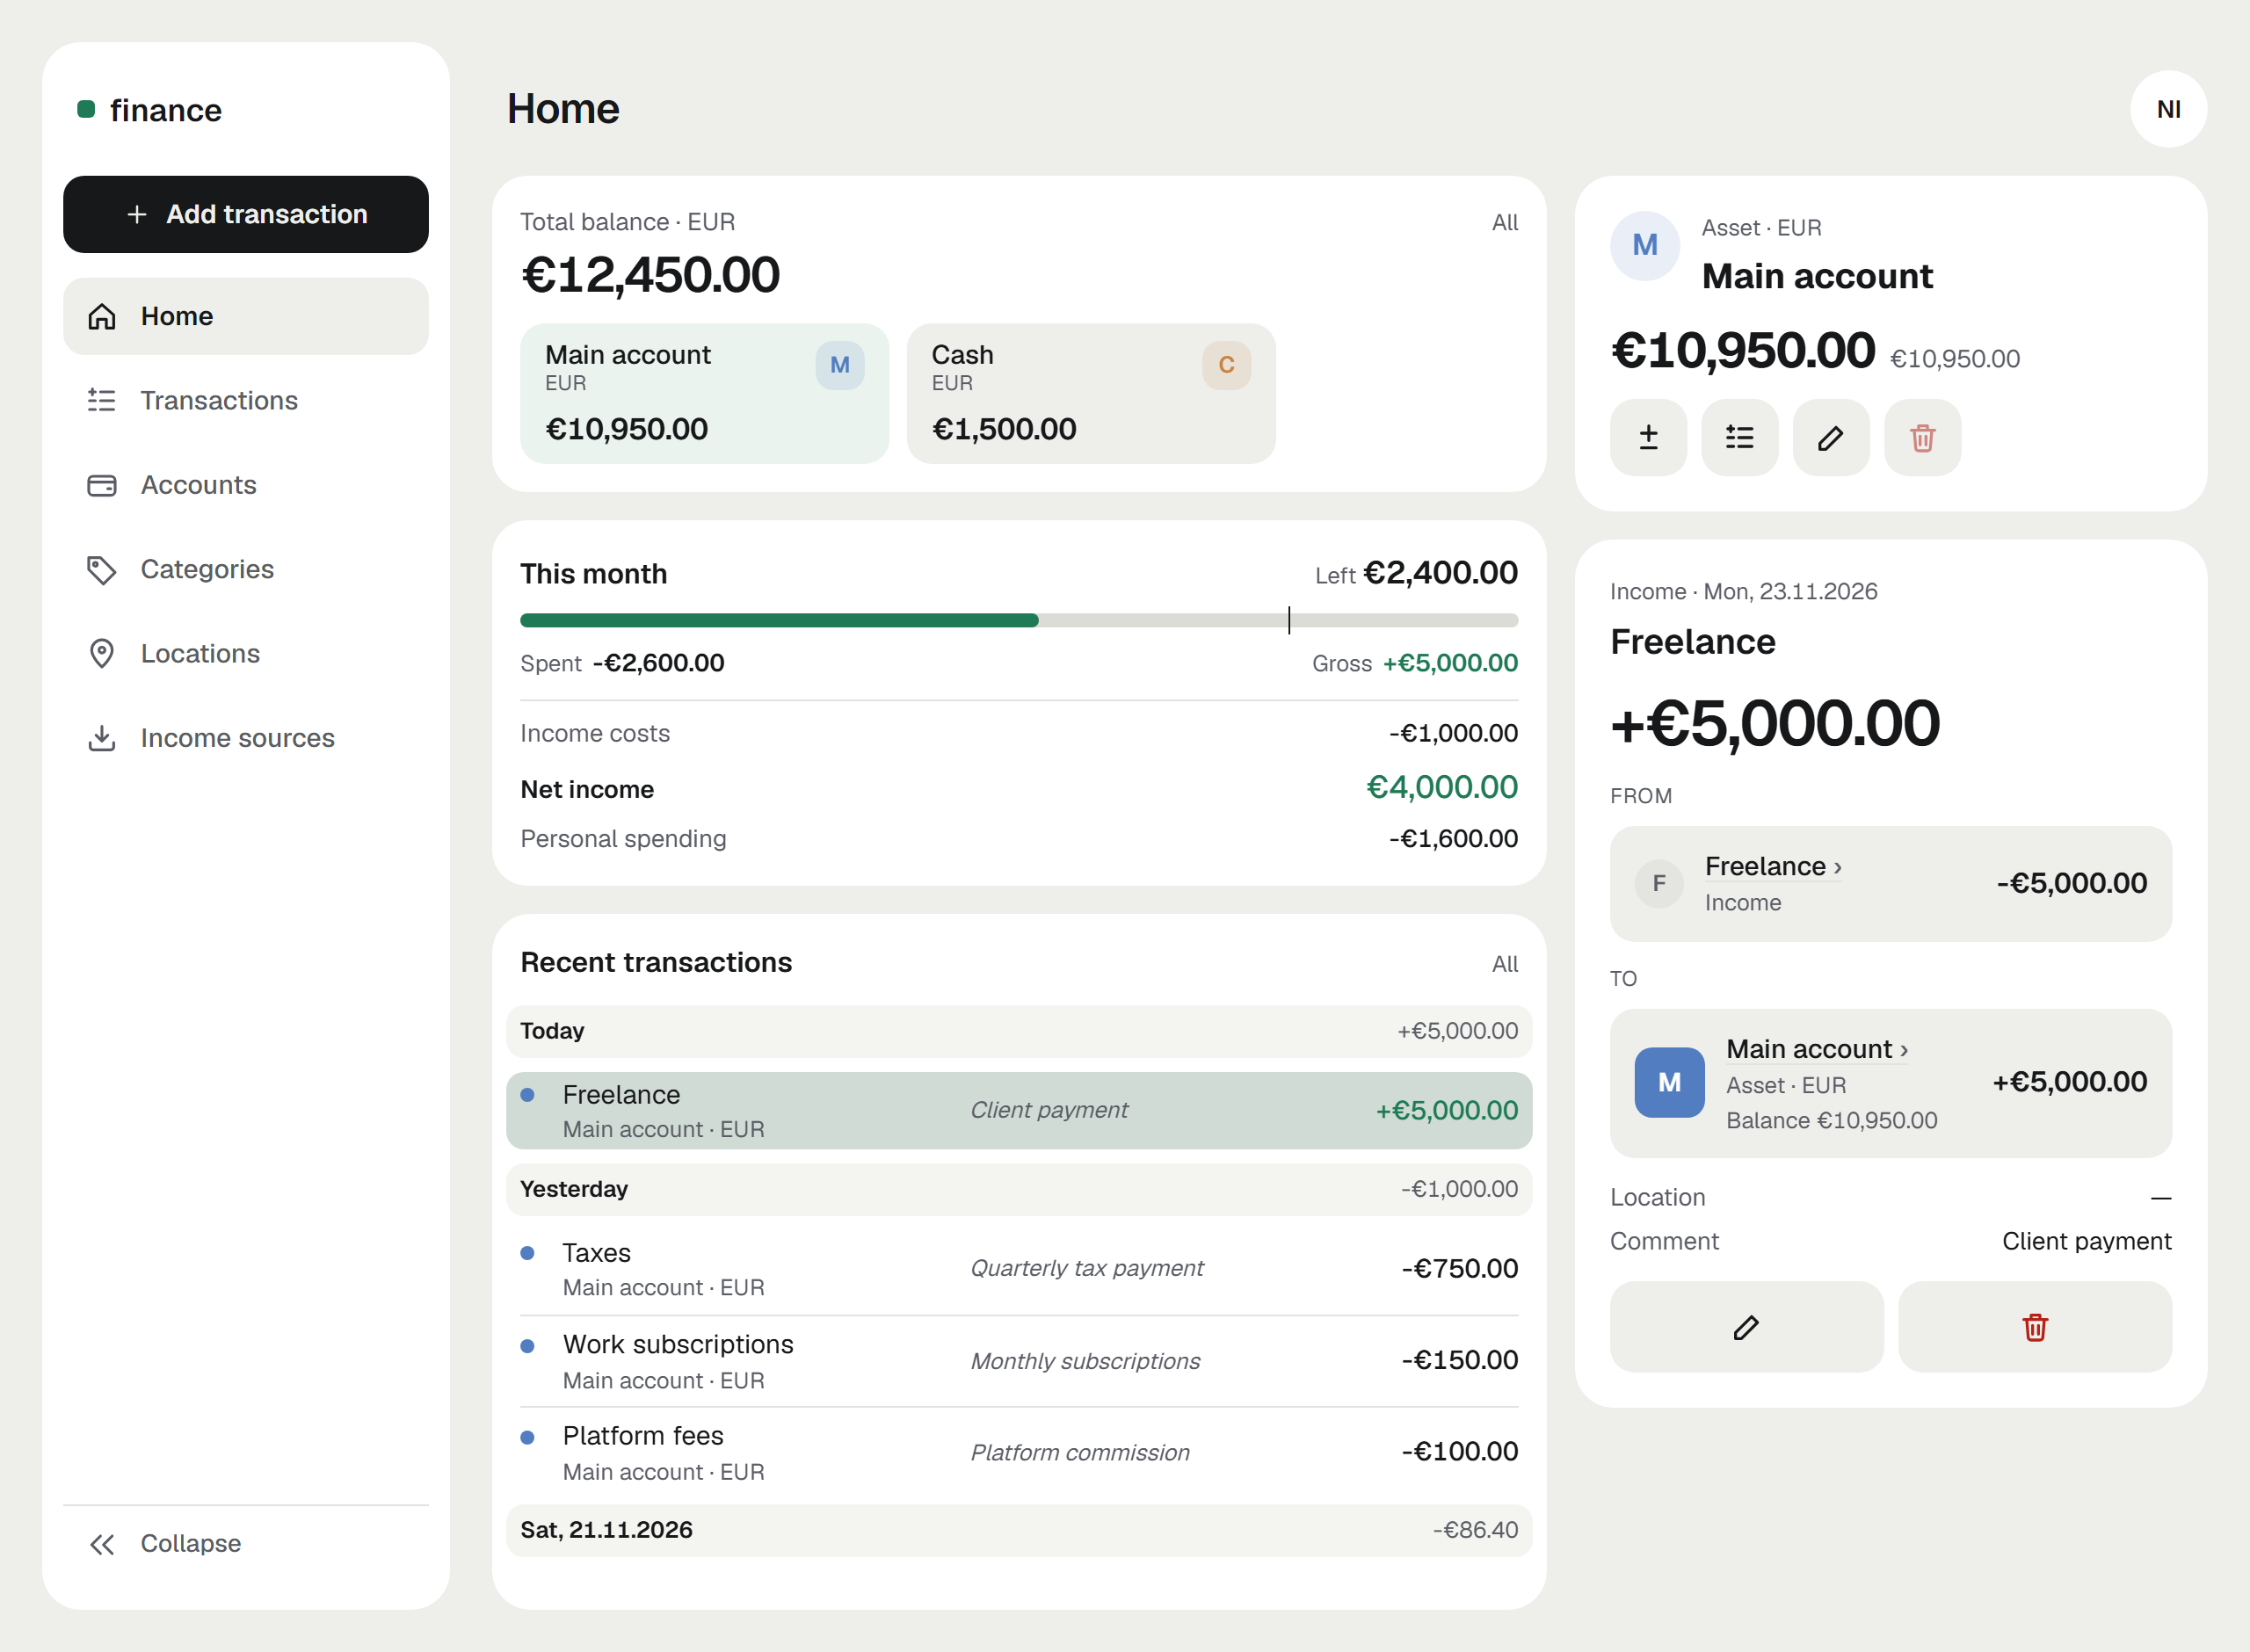 finance
Add transaction
Home
Transactions
Accounts
Categories
Locations
Income sources
Collapse
Home
NI
Total balance · EUR
All
€12,450.00
Main account
M
EUR
€10,950.00
Cash
C
EUR
€1,500.00
This month
Left €2,400.00
Spent -€2,600.00
Gross +€5,000.00
Income costs
-€1,000.00
Net income
€4,000.00
Personal spending
-€1,600.00
Recent transactions
All
Today
+€5,000.00
Freelance
Main account · EUR
Client payment
+€5,000.00
Yesterday
-€1,000.00
Taxes
Main account · EUR
Quarterly tax payment
-€750.00
Work subscriptions
Main account · EUR
Monthly subscriptions
-€150.00
Platform fees
Main account · EUR
Platform commission
-€100.00
Sat, 21.11.2026
-€86.40
M
Asset · EUR
Main account
€10,950.00 €10,950.00
Income · Mon, 23.11.2026
Freelance
+€5,000.00
FROM
F
Freelance ›
Income
-€5,000.00
TO
M
Main account ›
Asset · EUR
Balance €10,950.00
+€5,000.00
Location
—
Comment
Client payment